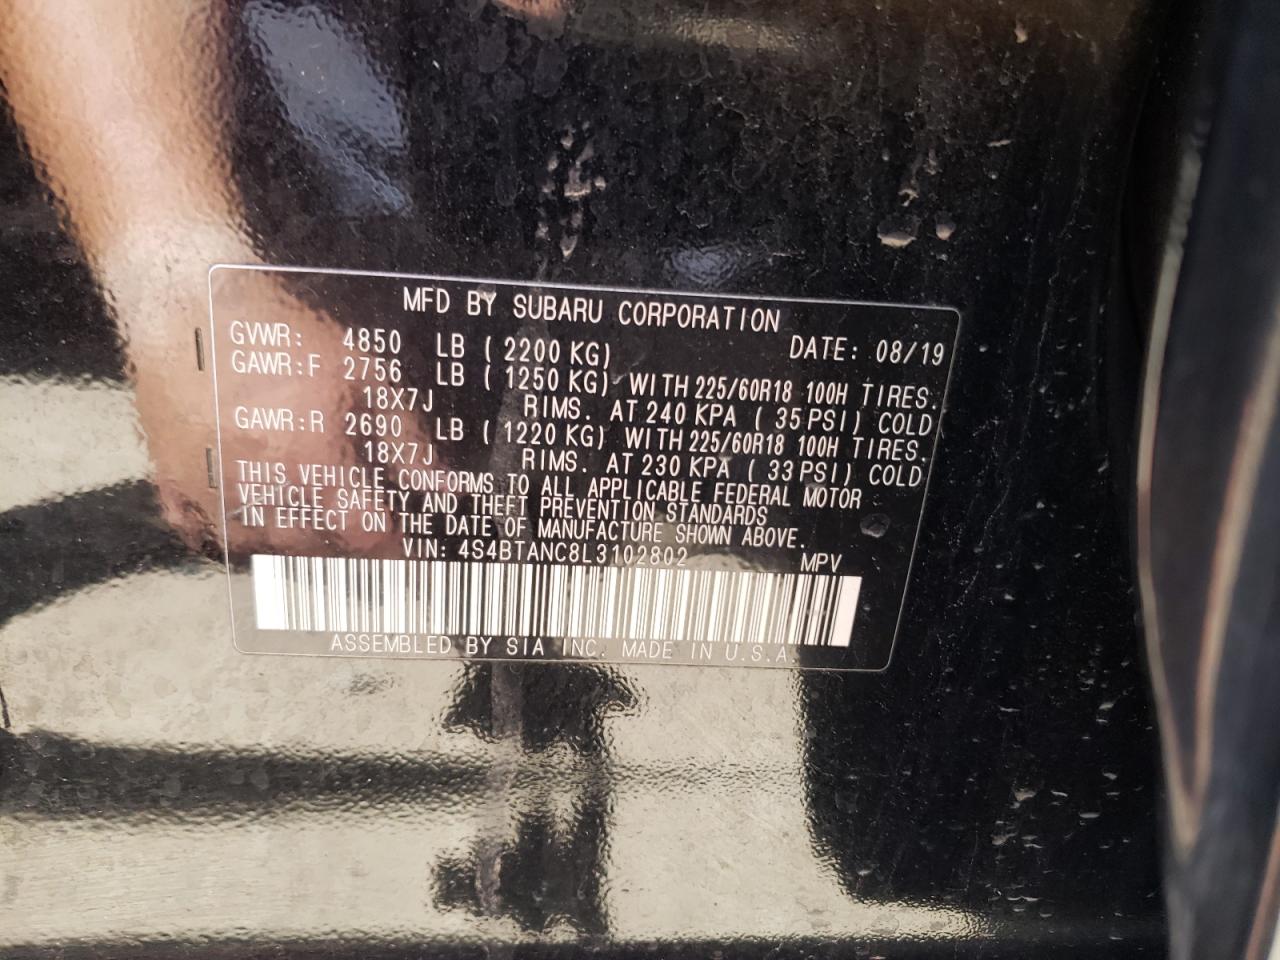 MFD BY SUBARU CORPORATION
GVWR: 4850 LB ( 2200 KG) DATE: 08/19
GAWR:F 2756 LB ( 1250 KG) WITH 225/60R18 100H TIRES.
18X7J RIMS. AT 240 KPA ( 35 PSI) COLD
GAWR:R 2690 LB ( 1220 KG) WITH 225/60R18 100H TIRES.
18X7J RIMS. AT 230 KPA ( 33 PSI) COLD
THIS VEHICLE CONFORMS TO ALL APPLICABLE FEDERAL MOTOR
VEHICLE SAFETY AND THEFT PREVENTION STANDARDS
IN EFFECT ON THE DATE OF MANUFACTURE SHOWN ABOVE.
VIN: 4S4BTANC8L3102802 MPV
ASSEMBLED BY SIA INC. MADE IN U.S.A.